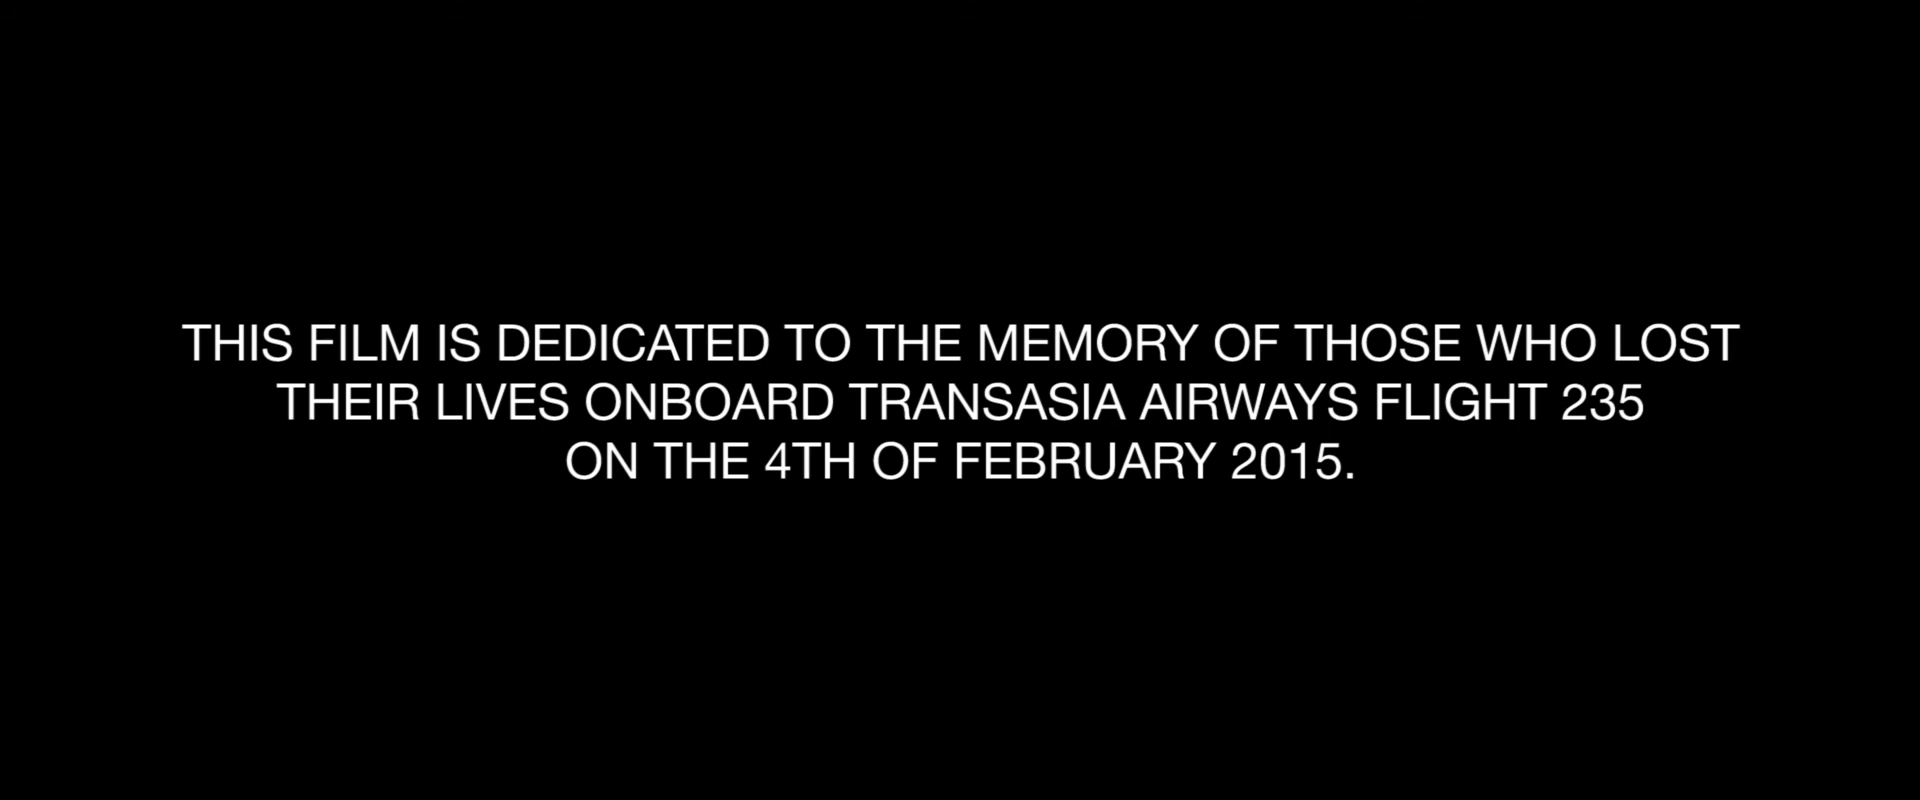 THIS FILM IS DEDICATED TO THE MEMORY OF THOSE WHO LOST
THEIR LIVES ONBOARD TRANSASIA AIRWAYS FLIGHT 235
ON THE 4TH OF FEBRUARY 2015.